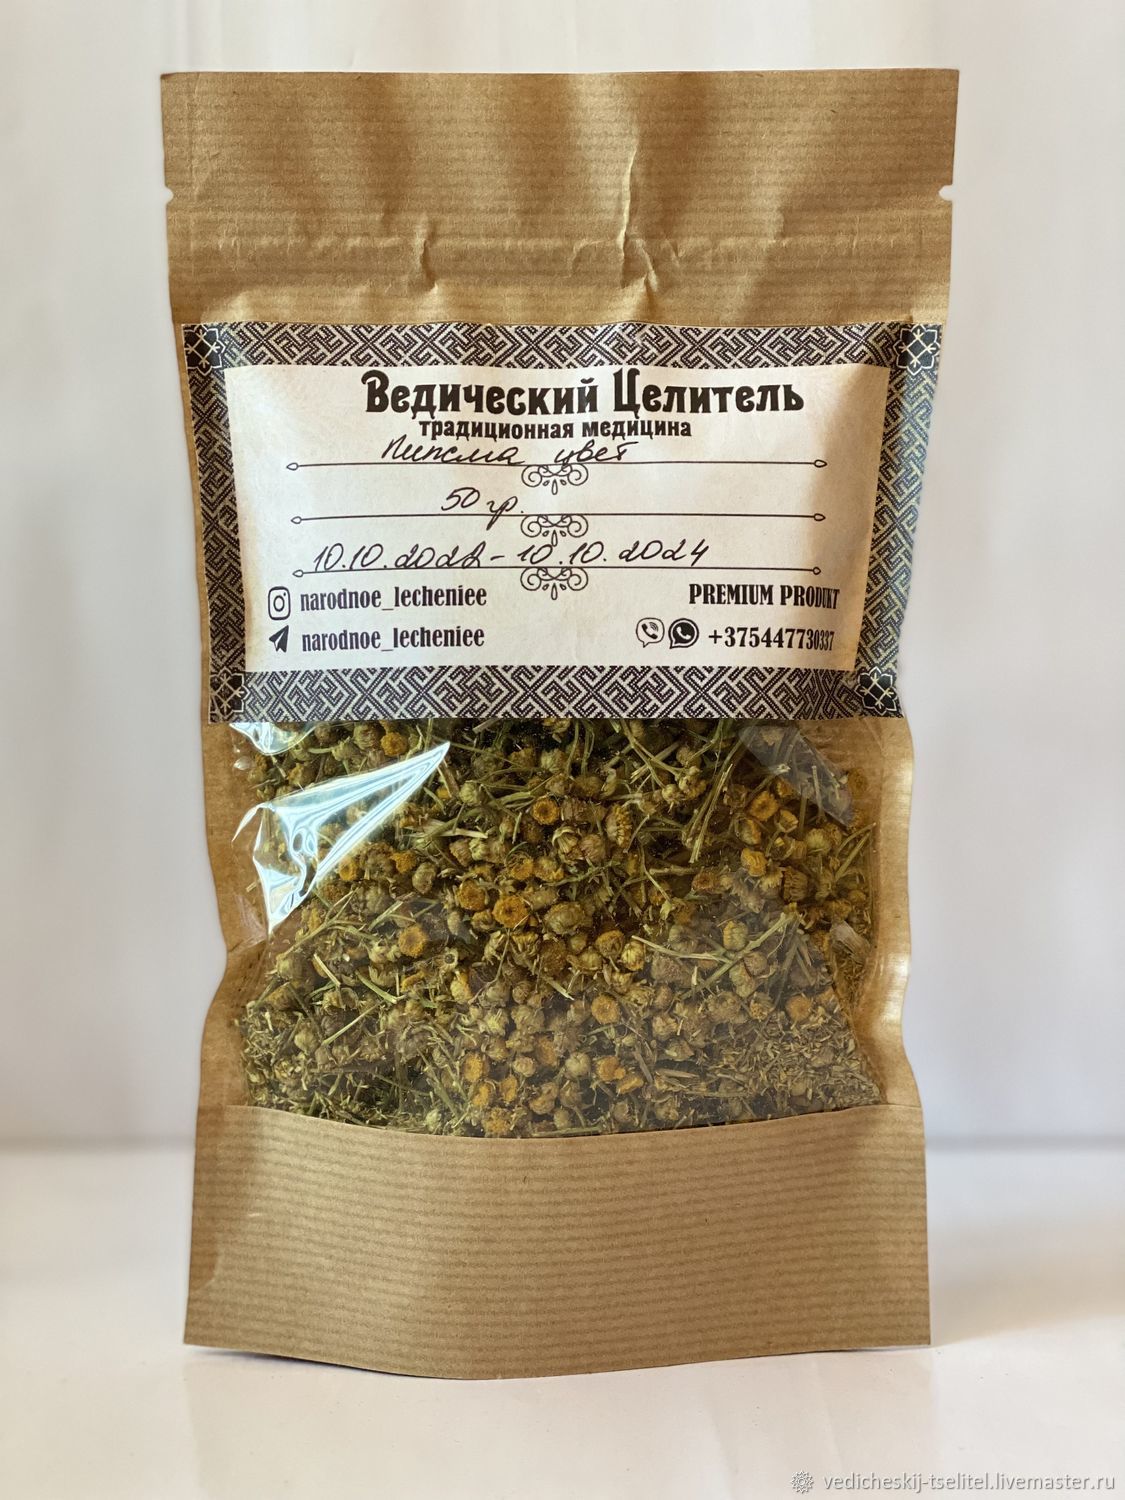 Ведический Целитель
традиционная медицина
Пижма цвет
50 гр.
10.10.2022-10.10.2024
narodnoe_lecheniee
PREMIUM PRODUKT
narodnoe_lecheniee
+375447730337
vedicheskij-tselitel.livemaster.ru